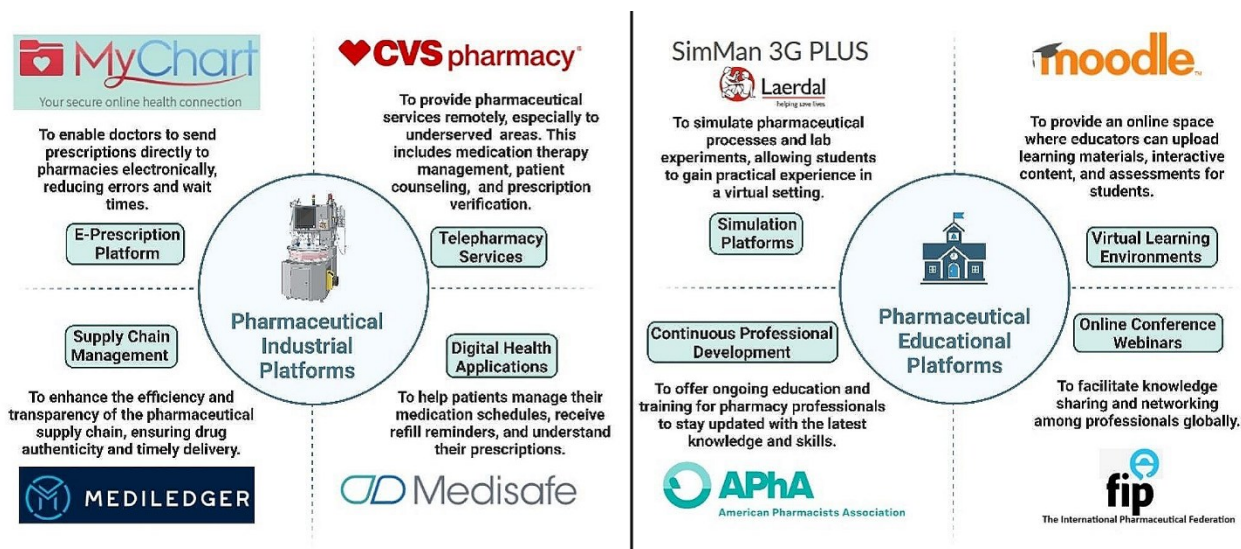 MyChart
Your secure online health connection
To enable doctors to send
prescriptions directly to
pharmacies electronically,
reducing errors and wait
times.
E-Prescription
Platform
CVS pharmacy®
To provide pharmaceutical
services remotely, especially to
underserved areas. This
includes medication therapy
management, patient
counseling, and prescription
verification.
Telepharmacy
Services
Pharmaceutical
Industrial
Platforms
Supply Chain
Management
To enhance the efficiency and
transparency of the pharmaceutical
supply chain, ensuring drug
authenticity and timely delivery.
MEDILEDGER
Digital Health
Applications
To help patients manage their
medication schedules, receive
refill reminders, and understand
their prescriptions.
Medisafe
SimMan 3G PLUS
Laerdal
helping save lives
To simulate pharmaceutical
processes and lab
experiments, allowing students
to gain practical experience in
a virtual setting.
Simulation
Platforms
moodle™
To provide an online space
where educators can upload
learning materials, interactive
content, and assessments for
students.
Virtual Learning
Environments
Pharmaceutical
Educational
Platforms
Continuous Professional
Development
To offer ongoing education and
training for pharmacy professionals
to stay updated with the latest
knowledge and skills.
APhA
American Pharmacists Association
Online Conference
Webinars
To facilitate knowledge
sharing and networking
among professionals globally.
fip
The International Pharmaceutical Federation